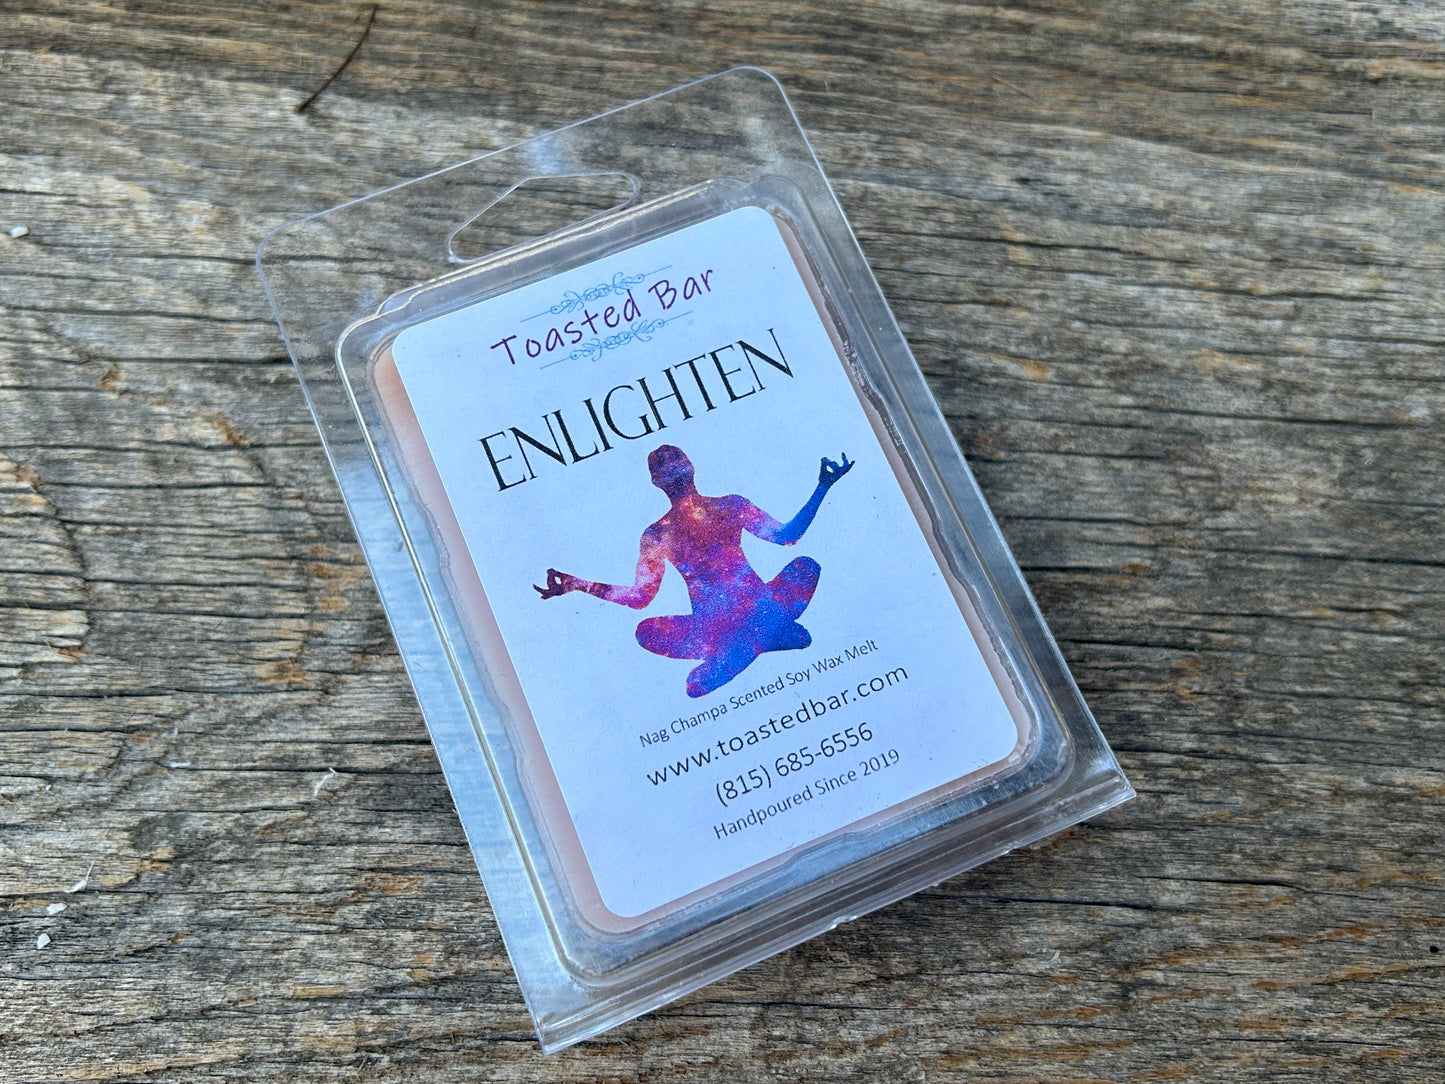 Toasted Bar
ENLIGHTEN
Nag Champa Scented Soy Wax Melt
www.toastedbar.com
(815) 685-6556
Handpoured Since 2019